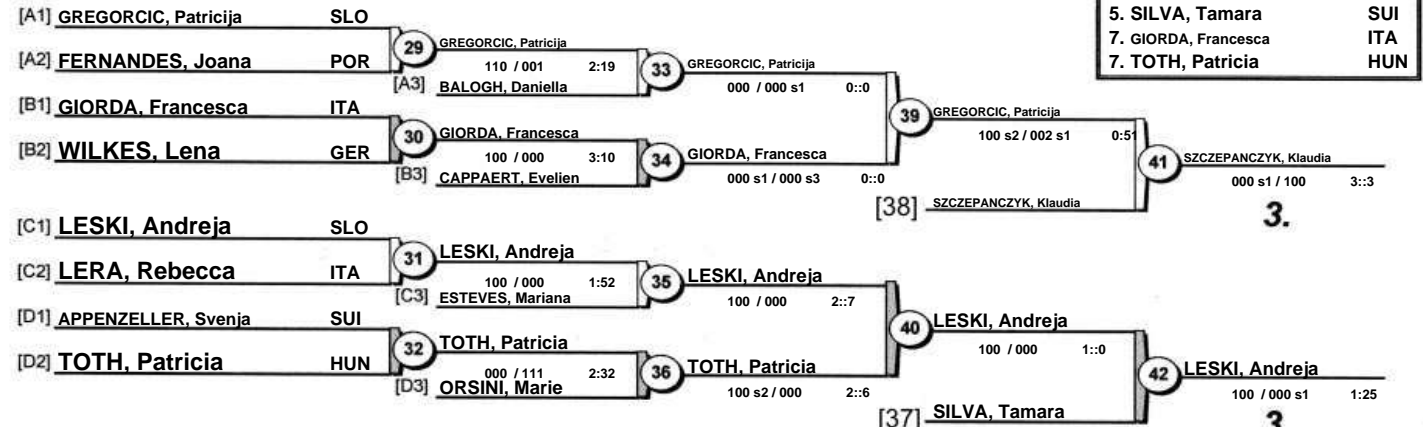 [A1] GREGORCIC, Patricija SLO
[A2] FERNANDES, Joana POR
[B1] GIORDA, Francesca ITA
[B2] WILKES, Lena GER
[C1] LESKI, Andreja SLO
[C2] LERA, Rebecca ITA
[D1] APPENZELLER, Svenja SUI
[D2] TOTH, Patricia HUN
29
30
31
32
GREGORCIC, Patricija
110 / 001 2:19
[A3] BALOGH, Daniella
GIORDA, Francesca
100 / 000 3:10
[B3] CAPPAERT, Evelien
LESKI, Andreja
100 / 000 1:52
[C3] ESTEVES, Mariana
TOTH, Patricia
000 / 111 2:32
[D3] ORSINI, Marie
33
34
35
36
GREGORCIC, Patricija
000 / 000 s1 0::0
GIORDA, Francesca
000 s1 / 000 s3 0::0
LESKI, Andreja
100 / 000 2::7
TOTH, Patricia
100 s2 / 000 2::6
39
40
GREGORCIC, Patricija
100 s2 / 002 s1 0:51
[38] SZCZEPANCZYK, Klaudia
LESKI, Andreja
100 / 000 1::0
[37] SILVA, Tamara
41
42
SZCZEPANCZYK, Klaudia
000 s1 / 100 3::3
3.
LESKI, Andreja
100 / 000 s1 1:25
3
5. SILVA, Tamara SUI
7. GIORDA, Francesca ITA
7. TOTH, Patricia HUN